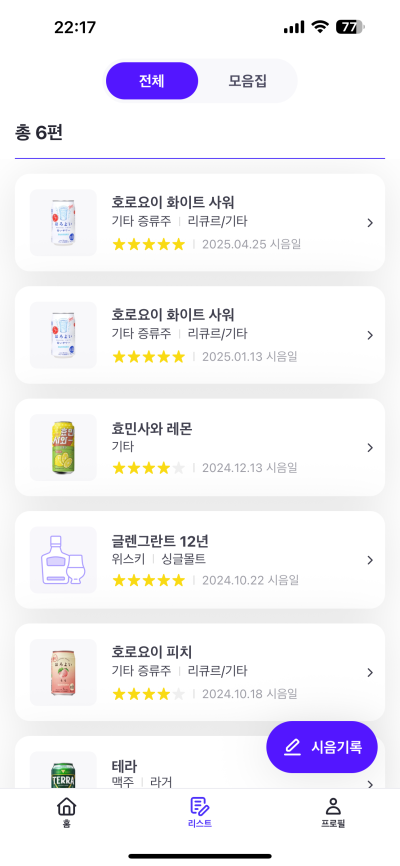 22:17
77
전체 모음집
총 6편
호로요이 화이트 사워
기타 증류주 | 리큐르/기타
★★★★★ | 2025.04.25 시음일
호로요이 화이트 사워
기타 증류주 | 리큐르/기타
★★★★★ | 2025.01.13 시음일
효민사와 레몬
기타
★★★★★ | 2024.12.13 시음일
글렌그란트 12년
위스키 | 싱글몰트
★★★★★ | 2024.10.22 시음일
호로요이 피치
기타 증류주 | 리큐르/기타
★★★★★ | 2024.10.18 시음일
TERRA
테라
맥주 | 라거
시음기록
홈 리스트 프로필